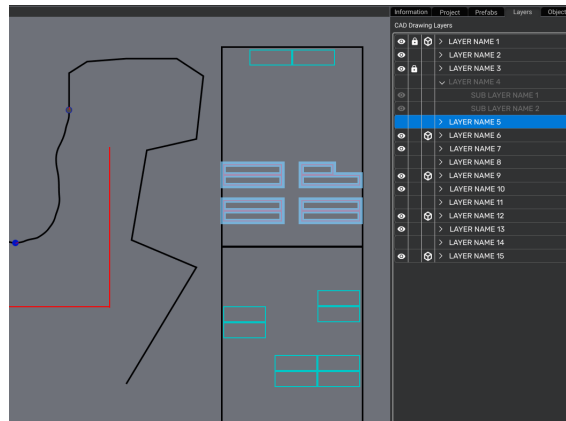 Information Project Prefabs Layers Object
CAD Drawing Layers
LAYER NAME 1
LAYER NAME 2
LAYER NAME 3
LAYER NAME 4
SUB LAYER NAME 1
SUB LAYER NAME 2
LAYER NAME 5
LAYER NAME 6
LAYER NAME 7
LAYER NAME 8
LAYER NAME 9
LAYER NAME 10
LAYER NAME 11
LAYER NAME 12
LAYER NAME 13
LAYER NAME 14
LAYER NAME 15